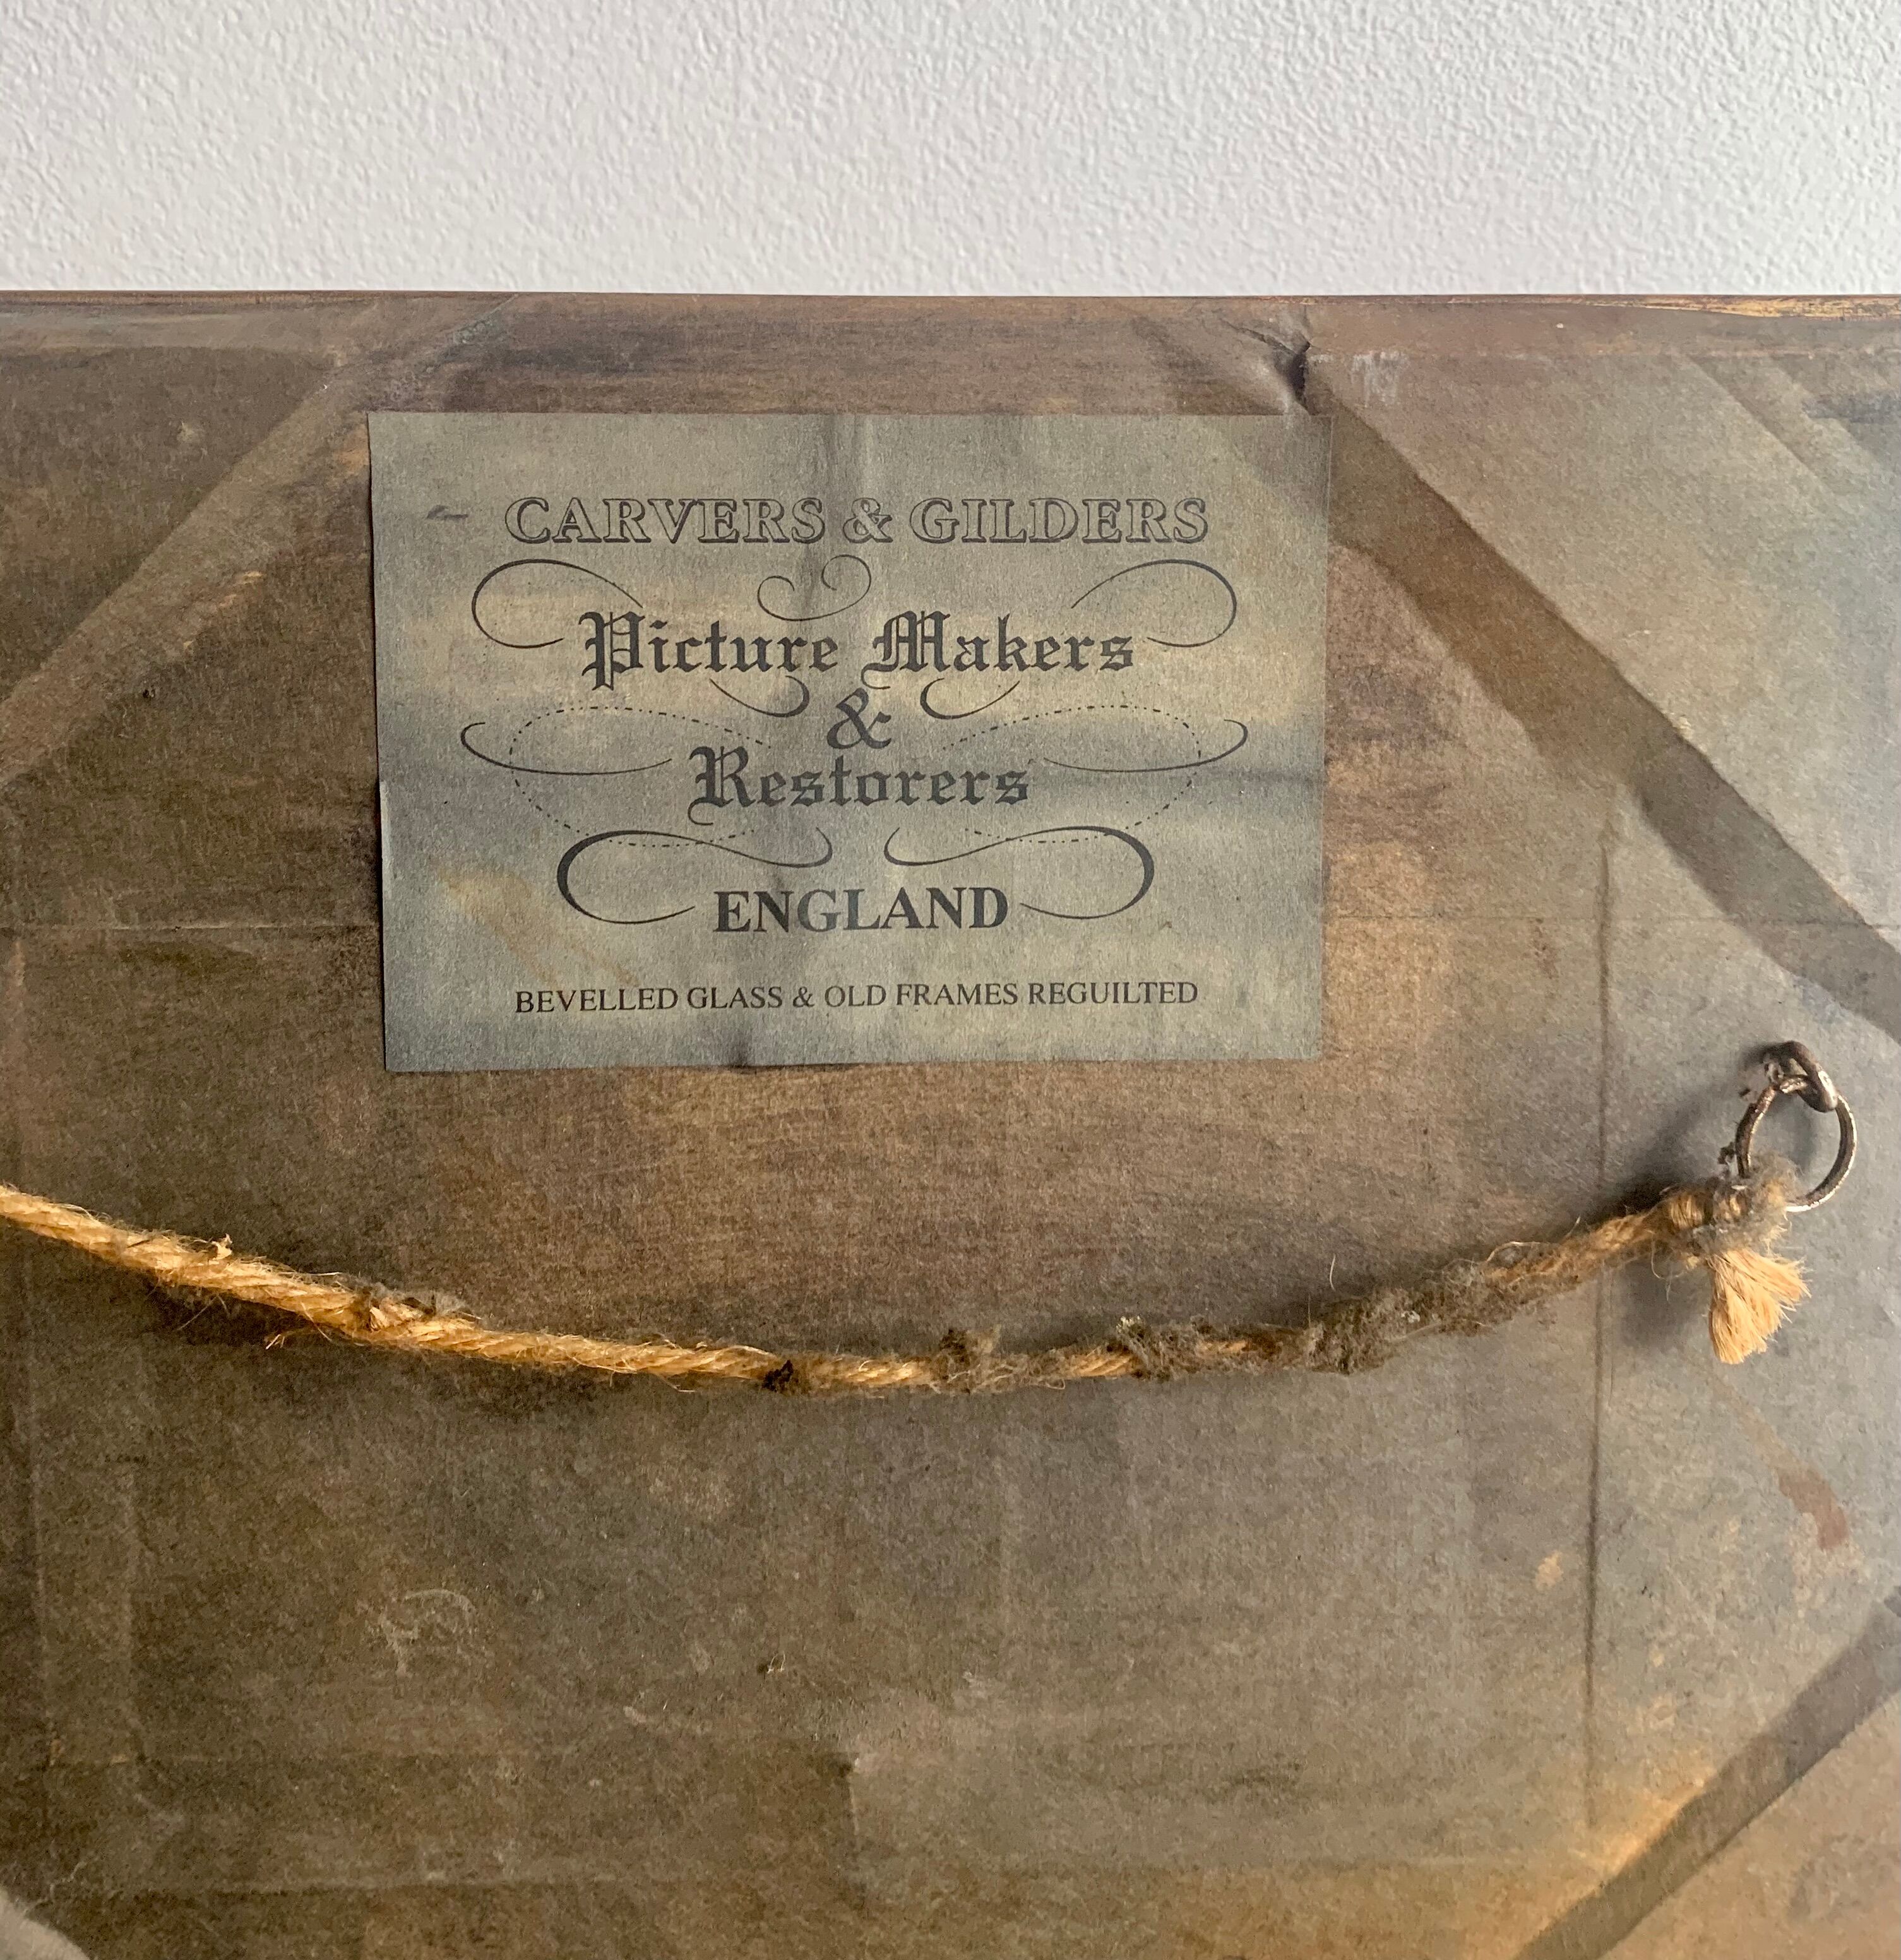 CARVERS & GILDERS
Picture Makers
&
Restorers
ENGLAND
BEVELLED GLASS & OLD FRAMES REGUILTED